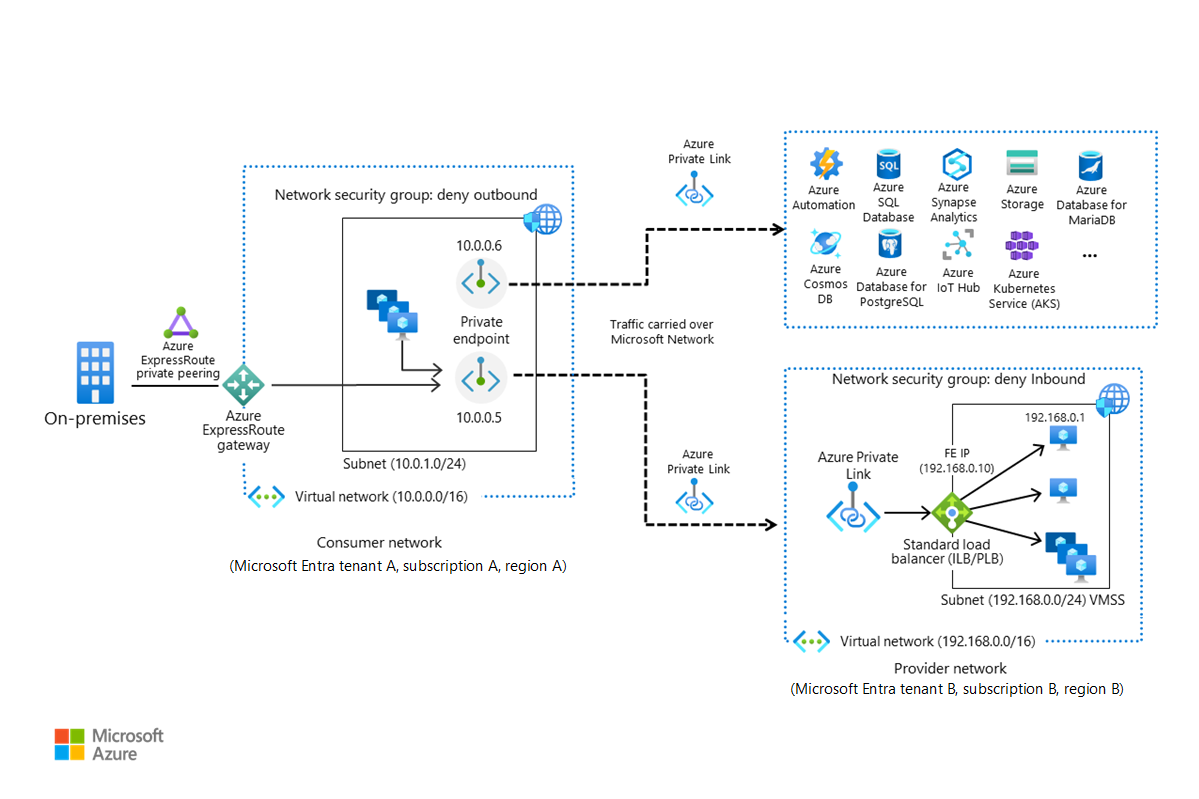 Azure
Private Link
Azure
Automation
Azure
SQL
Database
Azure
Synapse
Analytics
Azure
Storage
Azure
Database for
MariaDB
Azure
Cosmos
DB
Azure
Database for
PostgreSQL
Azure
IoT Hub
Azure
Kubernetes
Service (AKS)
...
Network security group: deny outbound
10.0.0.6
Private
endpoint
10.0.0.5
Subnet (10.0.1.0/24)
Virtual network (10.0.0.0/16)
Consumer network
(Microsoft Entra tenant A, subscription A, region A)
Azure
ExpressRoute
private peering
On-premises
Azure
ExpressRoute
gateway
Traffic carried over
Microsoft Network
Azure
Private Link
Network security group: deny Inbound
192.168.0.1
FE IP
(192.168.0.10)
Azure Private
Link
Standard load
balancer (ILB/PLB)
Subnet (192.168.0.0/24) VMSS
Virtual network (192.168.0.0/16)
Provider network
(Microsoft Entra tenant B, subscription B, region B)
SQL
Microsoft
Azure